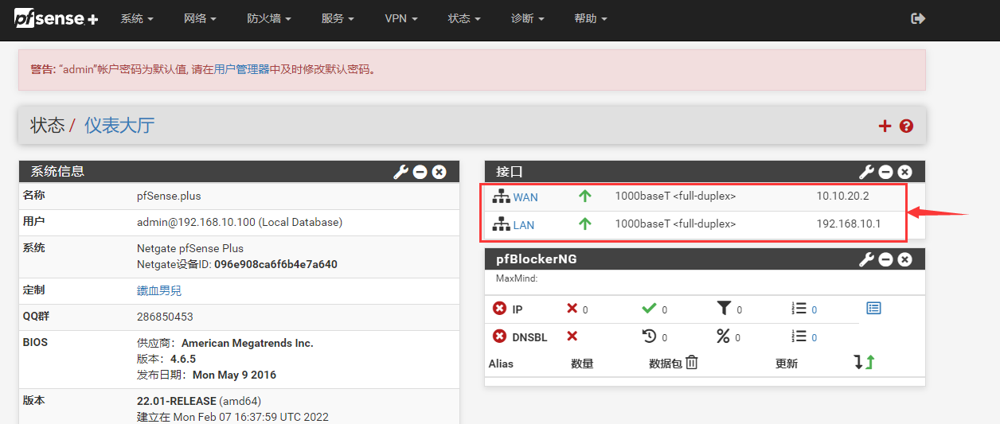 pfsense+ 系统 网络 防火墙 服务 VPN 状态 诊断 帮助
警告: “admin”帐户密码为默认值, 请在用户管理器中及时修改默认密码。
状态 / 仪表大厅
系统信息
名称 pfSense.plus
用户 admin@192.168.10.100 (Local Database)
系统 Netgate pfSense Plus
Netgate设备ID: 096e908ca6f6b4e7a640
定制 鐵血男兒
QQ群 286850453
BIOS 供应商: American Megatrends Inc.
版本: 4.6.5
发布日期: Mon May 9 2016
版本 22.01-RELEASE (amd64)
建立在 Mon Feb 07 16:37:59 UTC 2022
接口
WAN 1000baseT <full-duplex> 10.10.20.2
LAN 1000baseT <full-duplex> 192.168.10.1
pfBlockerNG
MaxMind:
IP 0 0 0 0
DNSBL 0 0 0
Alias 数量 数据包 更新